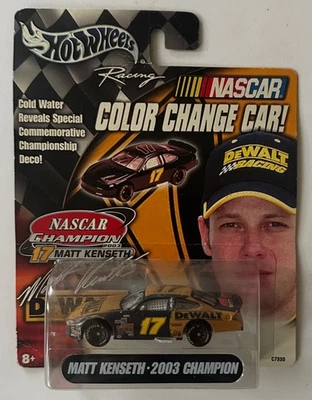 Hot Wheels
Racing
NASCAR
Cold Water
Reveals Special
Commemorative
Championship
Deco!
COLOR CHANGE CAR!
17
DEWALT
RACING
NASCAR
CHAMPION
2003
17 MATT KENSETH
17
DEWALT
8+
MATT KENSETH • 2003 CHAMPION